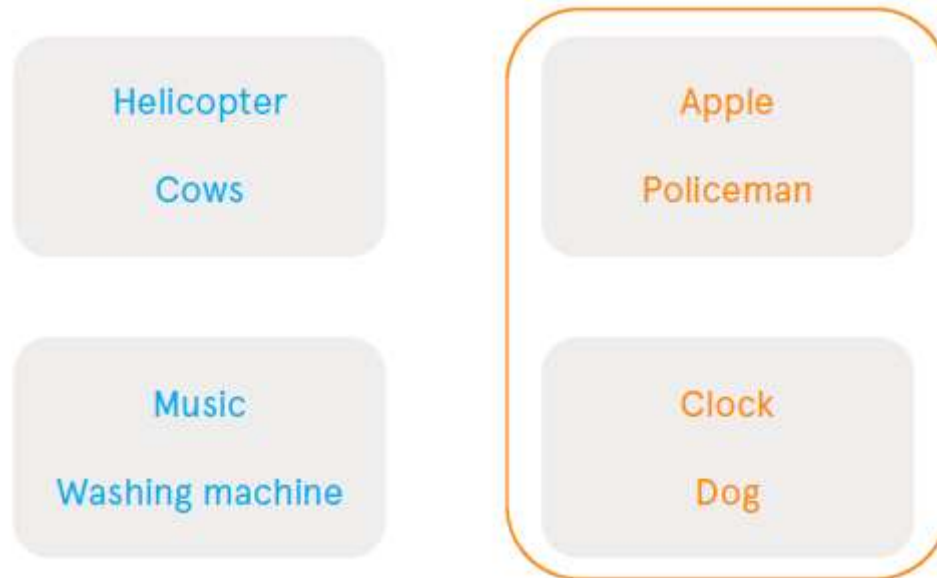 Helicopter
Cows
Apple
Policeman
Music
Washing machine
Clock
Dog